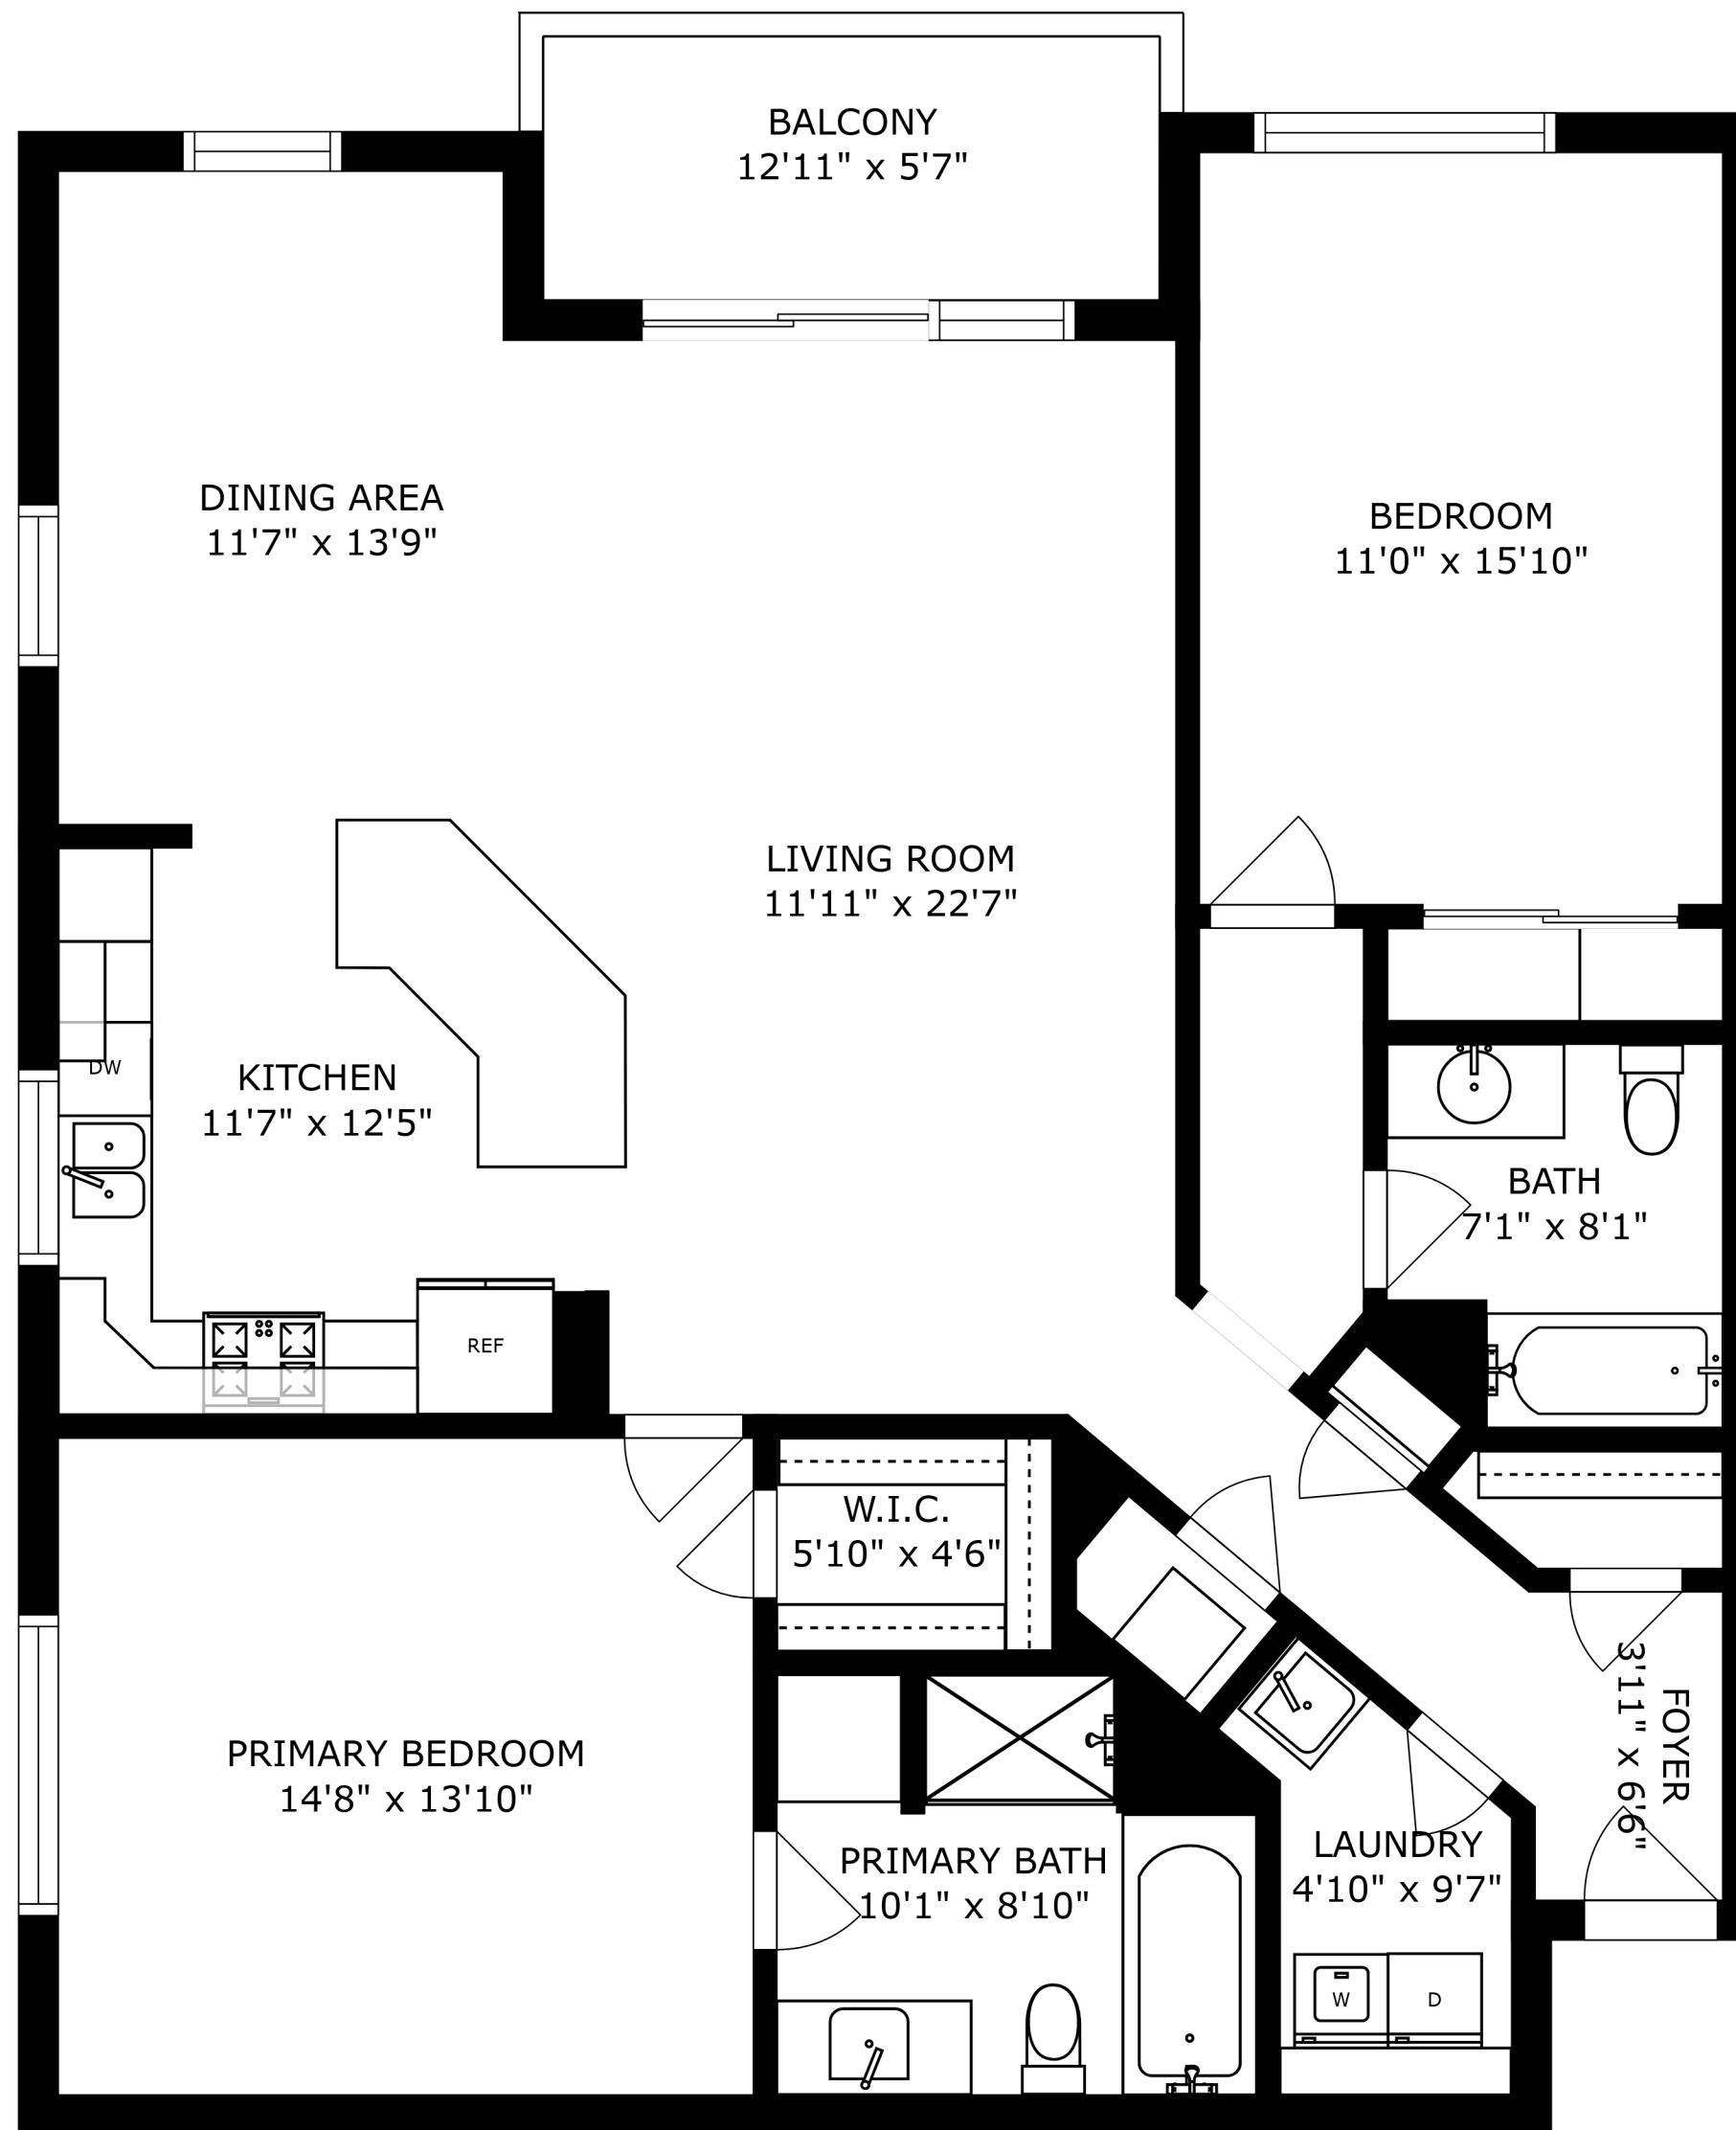 BALCONY
12'11" x 5'7"
DINING AREA
11'7" x 13'9"
BEDROOM
11'0" x 15'10"
LIVING ROOM
11'11" x 22'7"
DW
KITCHEN
11'7" x 12'5"
BATH
7'1" x 8'1"
REF
W.I.C.
5'10" x 4'6"
FOYER
3'11" x 6'6"
PRIMARY BEDROOM
14'8" x 13'10"
PRIMARY BATH
10'1" x 8'10"
LAUNDRY
4'10" x 9'7"
W
D